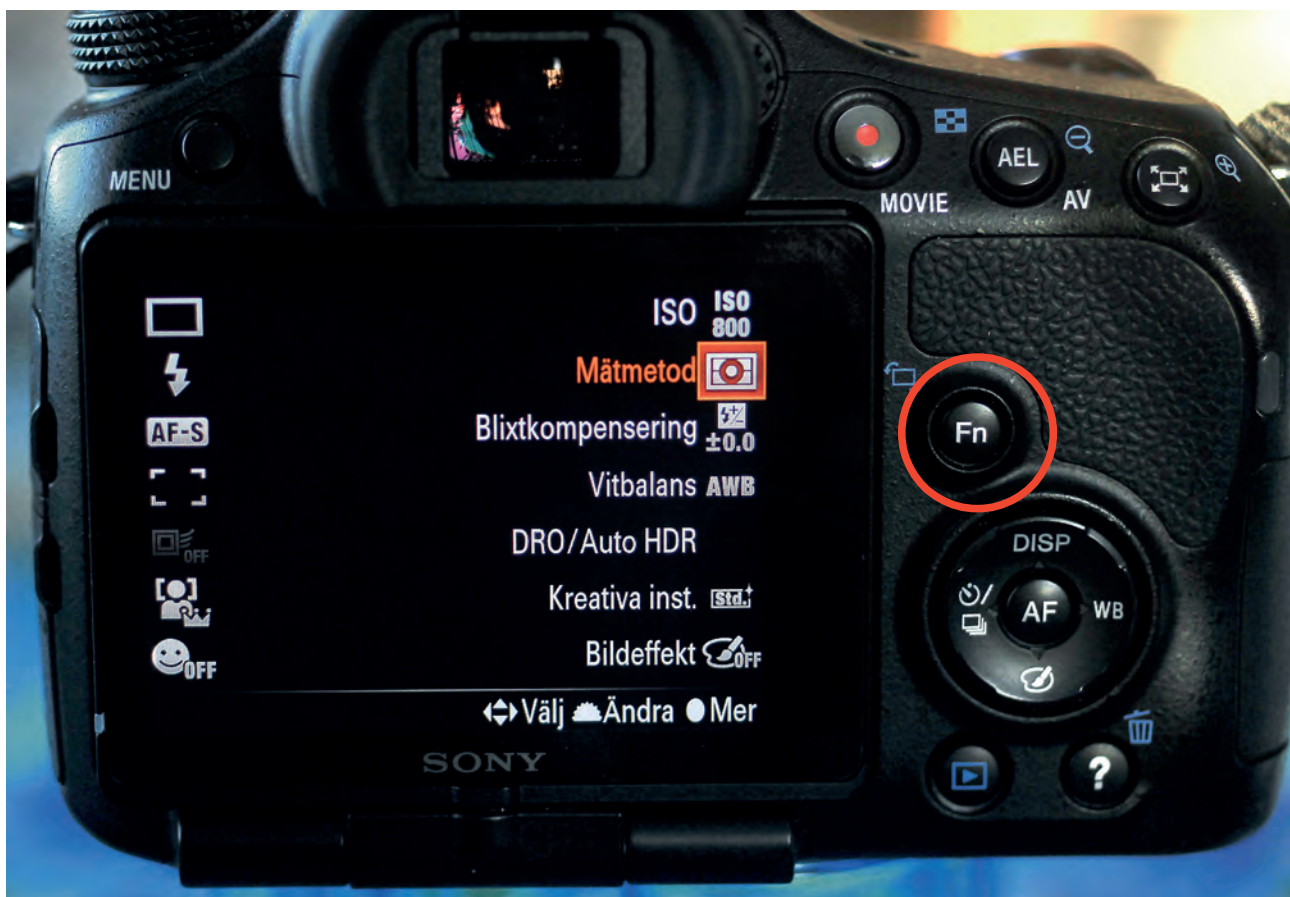 MENU
MOVIE
AEL
AV
ISO ISO 800
Mätmetod
Blixtkompensering ±0.0
AF-S
Vitbalans AWB
DRO/Auto HDR
OFF
Kreativa inst. Std.
Bildeffekt OFF
OFF
Välj Ändra Mer
SONY
Fn
DISP
AF
WB
?